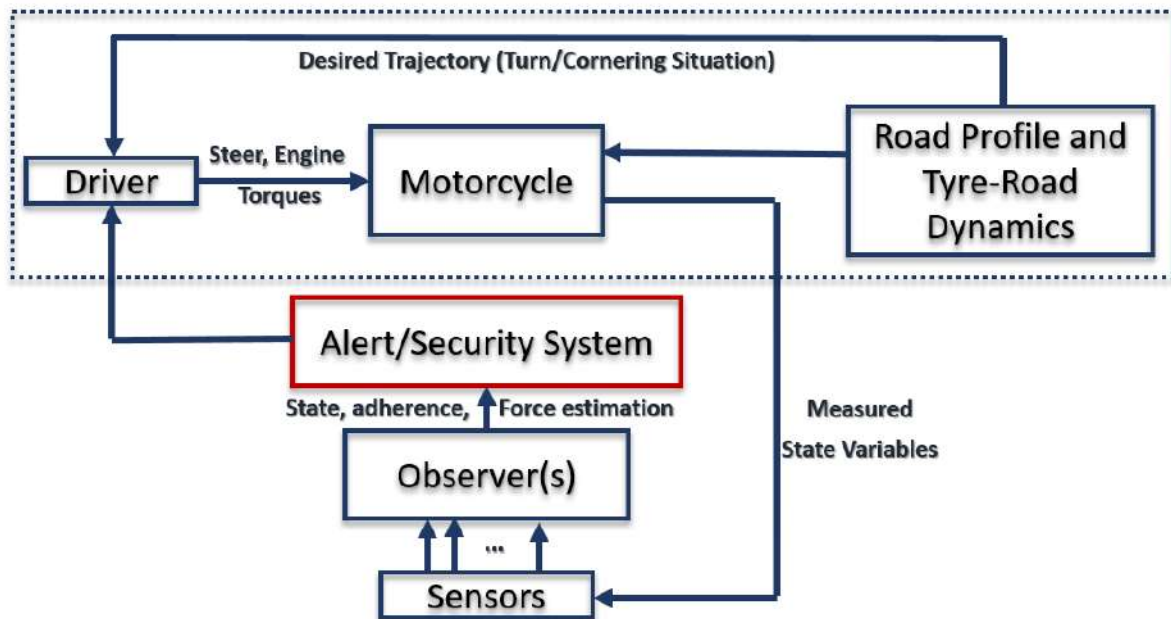 Desired Trajectory (Turn/Cornering Situation)
Driver
Steer, Engine
Torques
Motorcycle
Road Profile and
Tyre-Road
Dynamics
Alert/Security System
State, adherence, Force estimation
Measured
State Variables
Observer(s)
...
Sensors